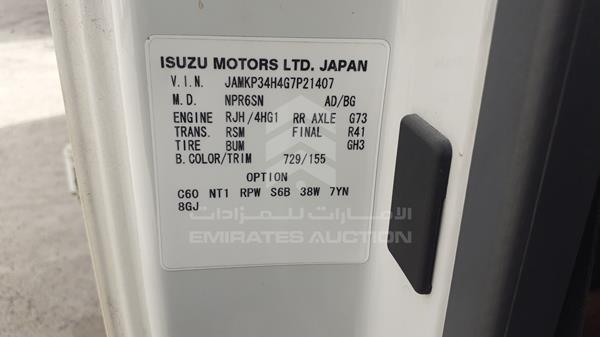 ISUZU MOTORS LTD. JAPAN
V.I.N. JAMKP34H4G7P21407
M.D. NPR6SN AD/BG
ENGINE RJH/4HG1 RR AXLE G73
TRANS. RSM FINAL R41
TIRE BUM GH3
B.COLOR/TRIM 729/155
OPTION
C60 NT1 RPW S6B 38W 7YN
8GJ
الامارات للمزادات
EMIRATES AUCTION